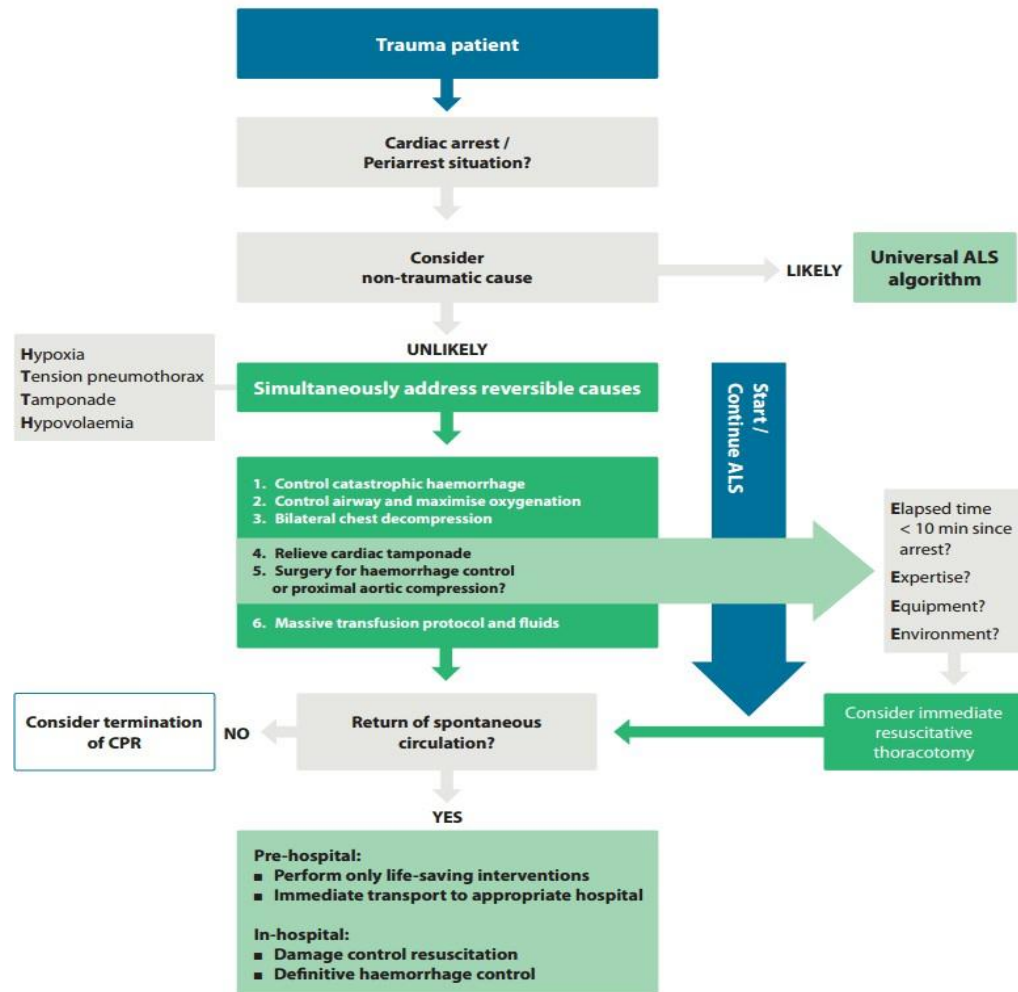 Trauma patient
Cardiac arrest /
Periarrest situation?
Consider
non-traumatic cause
LIKELY
Universal ALS
algorithm
UNLIKELY
Hypoxia
Tension pneumothorax
Tamponade
Hypovolaemia
Simultaneously address reversible causes
Start /
Continue ALS
1. Control catastrophic haemorrhage
2. Control airway and maximise oxygenation
3. Bilateral chest decompression
4. Relieve cardiac tamponade
5. Surgery for haemorrhage control
or proximal aortic compression?
6. Massive transfusion protocol and fluids
Elapsed time
< 10 min since
arrest?
Expertise?
Equipment?
Environment?
Consider immediate
resuscitative
thoracotomy
Return of spontaneous
circulation?
NO
Consider termination
of CPR
YES
Pre-hospital:
▪ Perform only life-saving interventions
▪ Immediate transport to appropriate hospital
In-hospital:
▪ Damage control resuscitation
▪ Definitive haemorrhage control